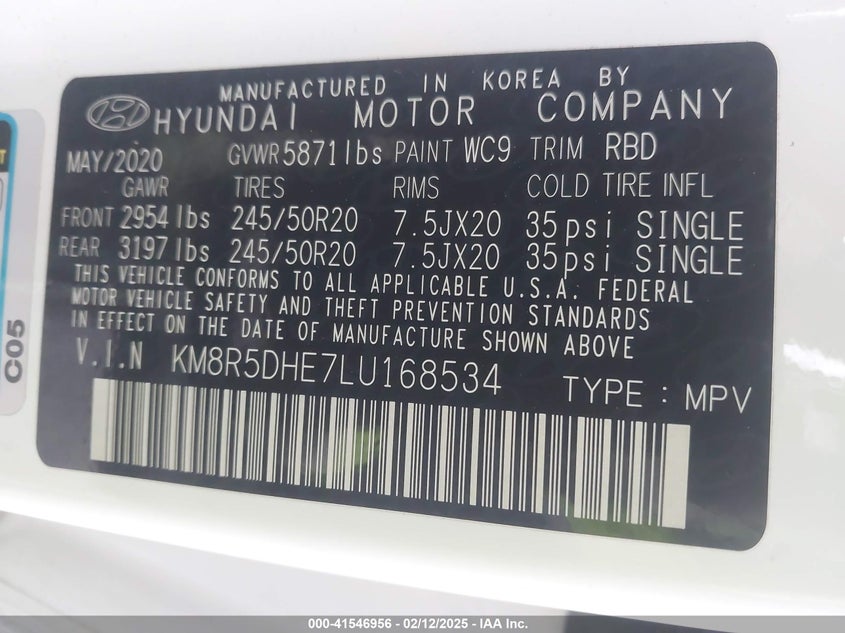 MANUFACTURED IN KOREA BY
HYUNDAI MOTOR COMPANY
MAY/2020 GVWR 5871 lbs PAINT WC9 TRIM RBD
GAWR TIRES RIMS COLD TIRE INFL
FRONT 2954 lbs 245/50R20 7.5JX20 35psi SINGLE
REAR 3197 lbs 245/50R20 7.5JX20 35psi SINGLE
THIS VEHICLE CONFORMS TO ALL APPLICABLE U.S.A. FEDERAL
MOTOR VEHICLE SAFETY AND THEFT PREVENTION STANDARDS
IN EFFECT ON THE DATE OF MANUFACTURE SHOWN ABOVE
V.I.N KM8R5DHE7LU168534 TYPE : MPV
C05
000-41546956 - 02/12/2025 - IAA Inc.